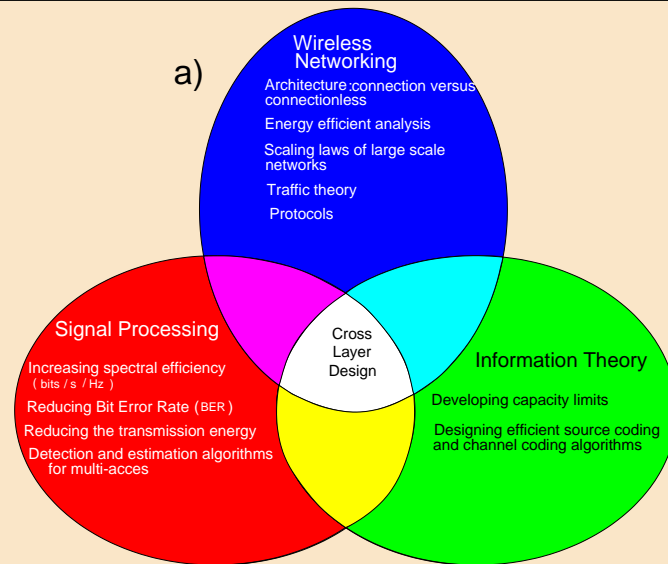 a)
Wireless
Networking
Architecture:connection versus
connectionless
Energy efficient analysis
Scaling laws of large scale
networks
Traffic theory
Protocols
Signal Processing
Increasing spectral efficiency
( bits / s / Hz )
Reducing Bit Error Rate ( BER )
Reducing the transmission energy
Detection and estimation algorithms
for multi-acces
Cross
Layer
Design
Information Theory
Developing capacity limits
Designing efficient source coding
and channel coding algorithms